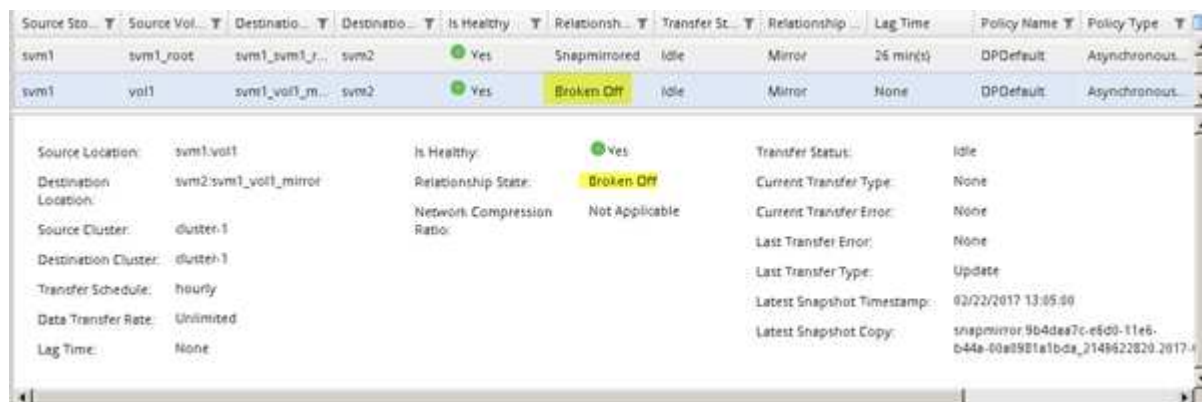 Source Sto... Source Vol... Destinatio... Destinatio... Is Healthy Relationsh... Transfer St... Relationship ... Lag Time Policy Name Policy Type
svm1 svm1_root svm1_svm1_r... svm2 Yes Snapmirrored Idle Mirror 26 min(s) DPDefault Asynchronous...
svm1 vol1 svm1_vol1_m... svm2 Yes Broken Off Idle Mirror None DPDefault Asynchronous...
Source Location: svm1:vol1 Is Healthy: Yes Transfer Status: Idle
Destination Location: svm2:svm1_vol1_mirror Relationship State: Broken Off Current Transfer Type: None
Source Cluster: cluster-1 Network Compression Ratio: Not Applicable Current Transfer Error: None
Destination Cluster: cluster-1 Last Transfer Error: None
Transfer Schedule: hourly Last Transfer Type: Update
Data Transfer Rate: Unlimited Latest Snapshot Timestamp: 02/22/2017 13:05:00
Lag Time: None Latest Snapshot Copy: snapmirror.9b4daa7c-e6d0-11e6-
b44a-00a0981a1bda_2149622820.2017-